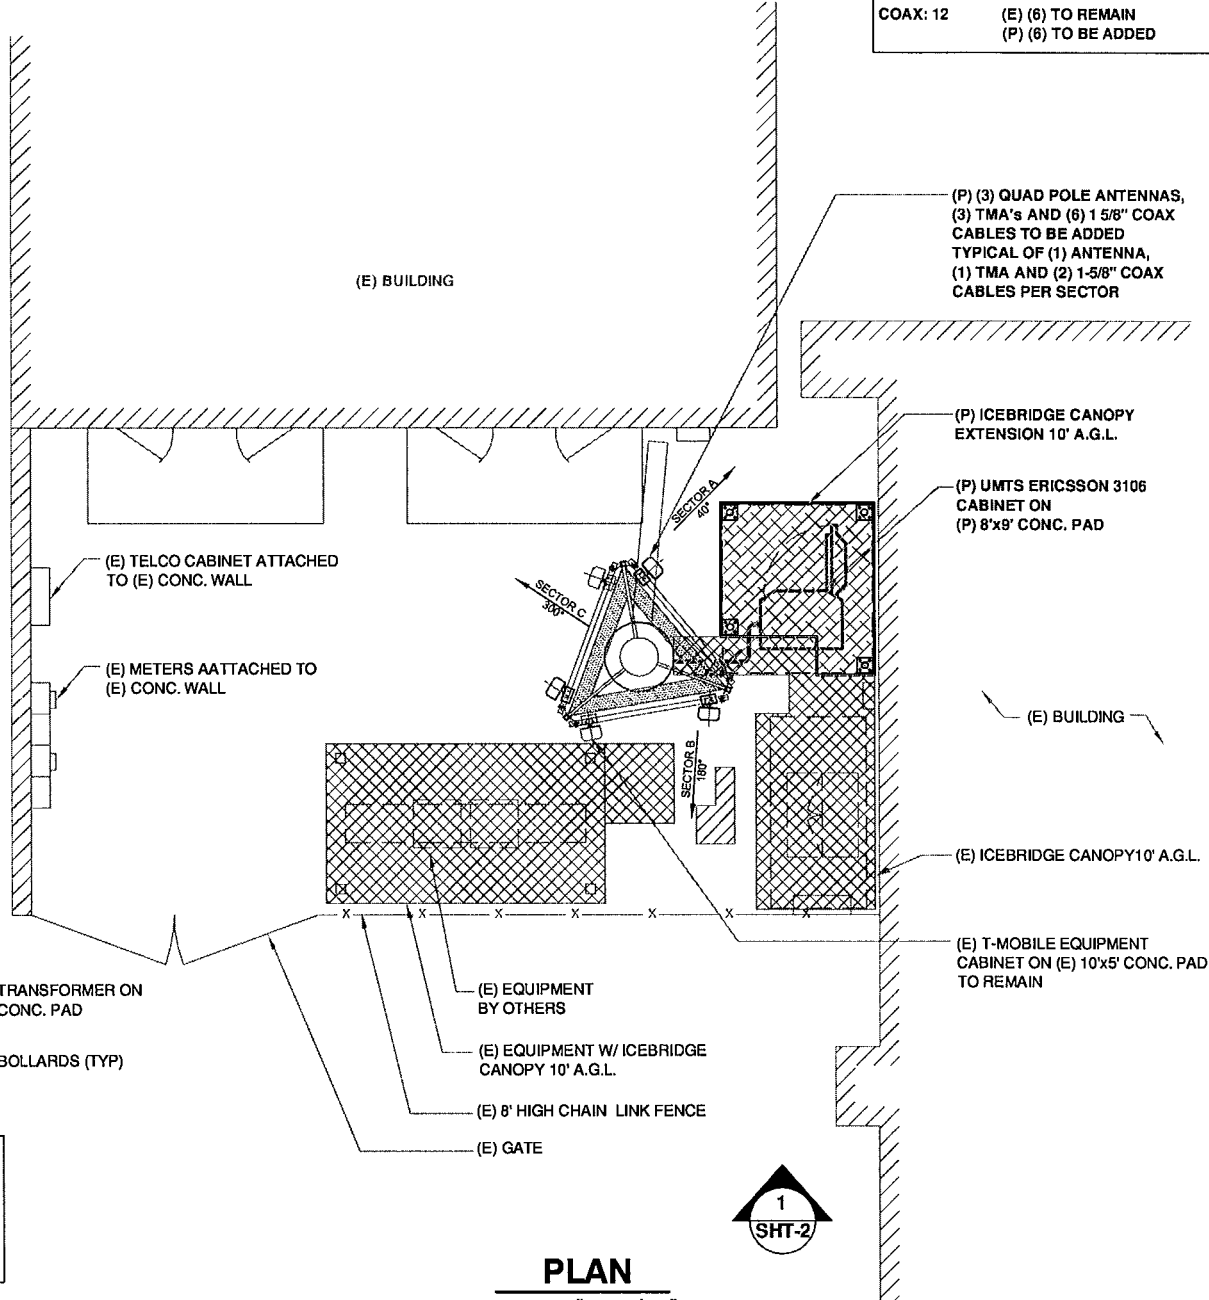 COAX: 12 (E) (6) TO REMAIN
(P) (6) TO BE ADDED
(P) (3) QUAD POLE ANTENNAS,
(3) TMA's AND (6) 1 5/8" COAX
CABLES TO BE ADDED
TYPICAL OF (1) ANTENNA,
(1) TMA AND (2) 1-5/8" COAX
CABLES PER SECTOR
(E) BUILDING
(P) ICEBRIDGE CANOPY
EXTENSION 10' A.G.L.
(P) UMTS ERICSSON 3106
CABINET ON
(P) 8'x9' CONC. PAD
SECTOR A
40°
(E) TELCO CABINET ATTACHED
TO (E) CONC. WALL
SECTOR C
300°
(E) METERS AATTACHED TO
(E) CONC. WALL
(E) BUILDING
SECTOR B
180°
(E) ICEBRIDGE CANOPY10' A.G.L.
X X X X X X X
(E) T-MOBILE EQUIPMENT
CABINET ON (E) 10'x5' CONC. PAD
TO REMAIN
TRANSFORMER ON
CONC. PAD
(E) EQUIPMENT
BY OTHERS
BOLLARDS (TYP)
(E) EQUIPMENT W/ ICEBRIDGE
CANOPY 10' A.G.L.
(E) 8' HIGH CHAIN LINK FENCE
(E) GATE
1
SHT-2
PLAN